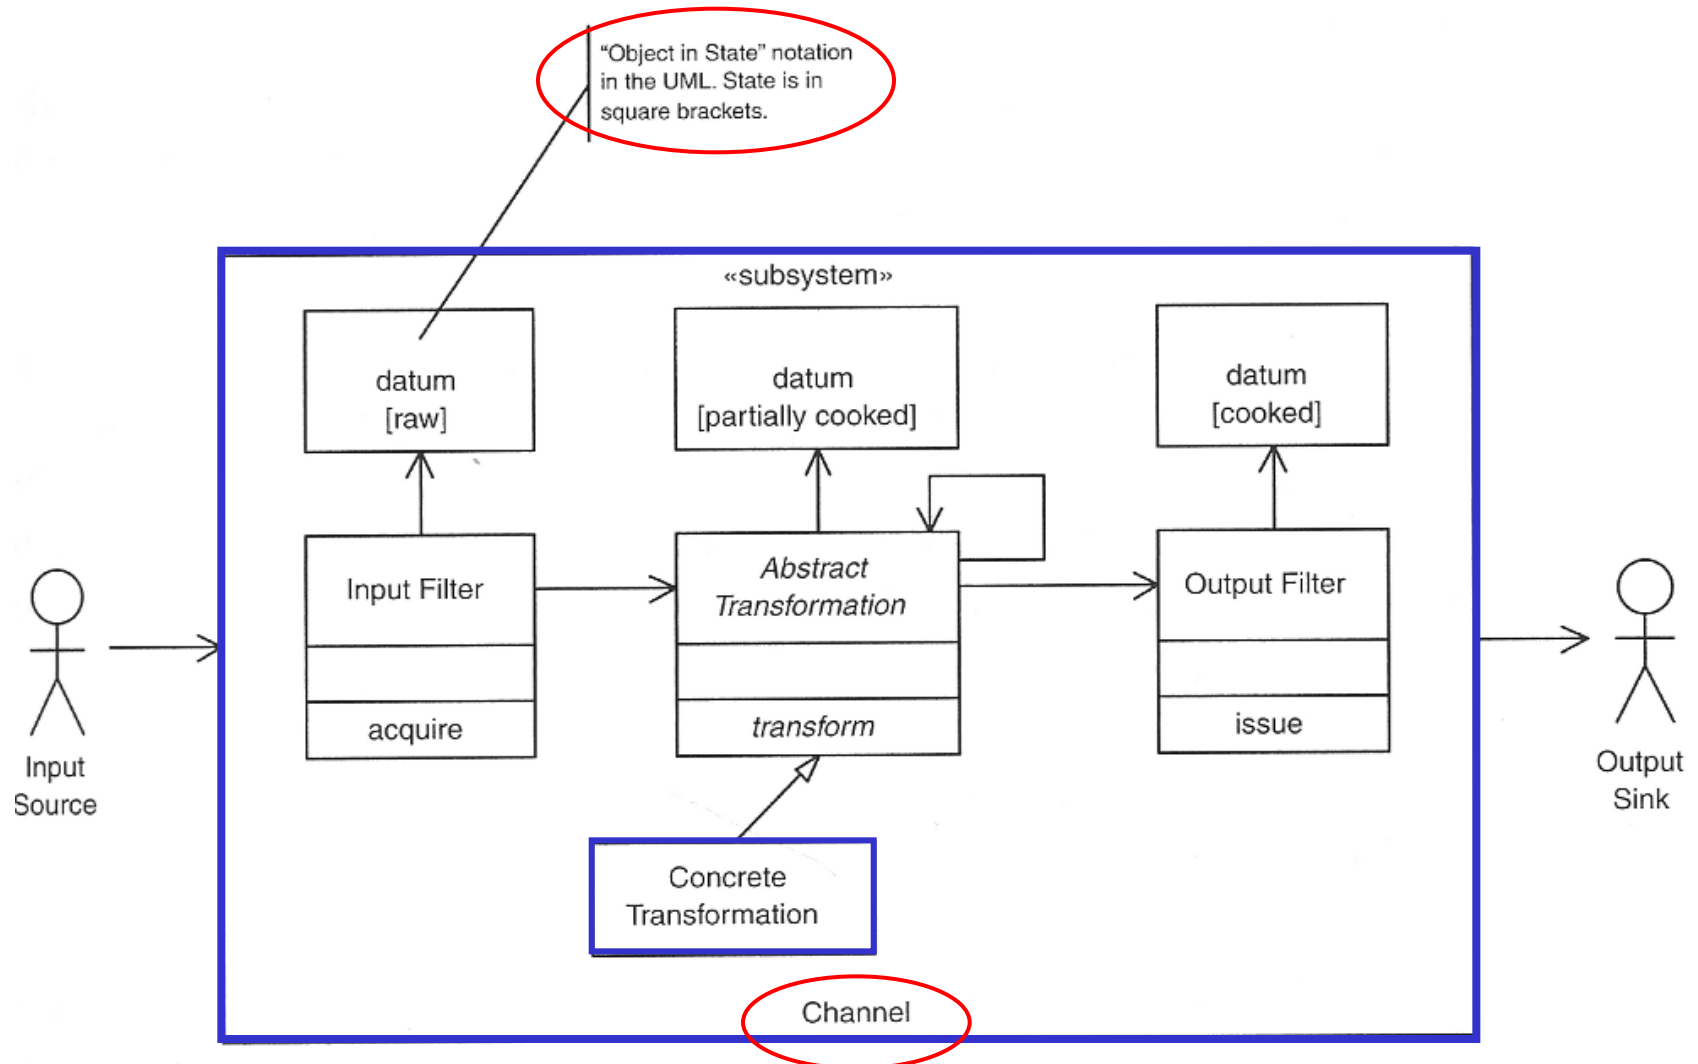 “Object in State” notation
in the UML. State is in
square brackets.
«subsystem»
datum
[raw]
datum
[partially cooked]
datum
[cooked]
Input Filter
acquire
Abstract
Transformation
transform
Output Filter
issue
Input
Source
Output
Sink
Concrete
Transformation
Channel